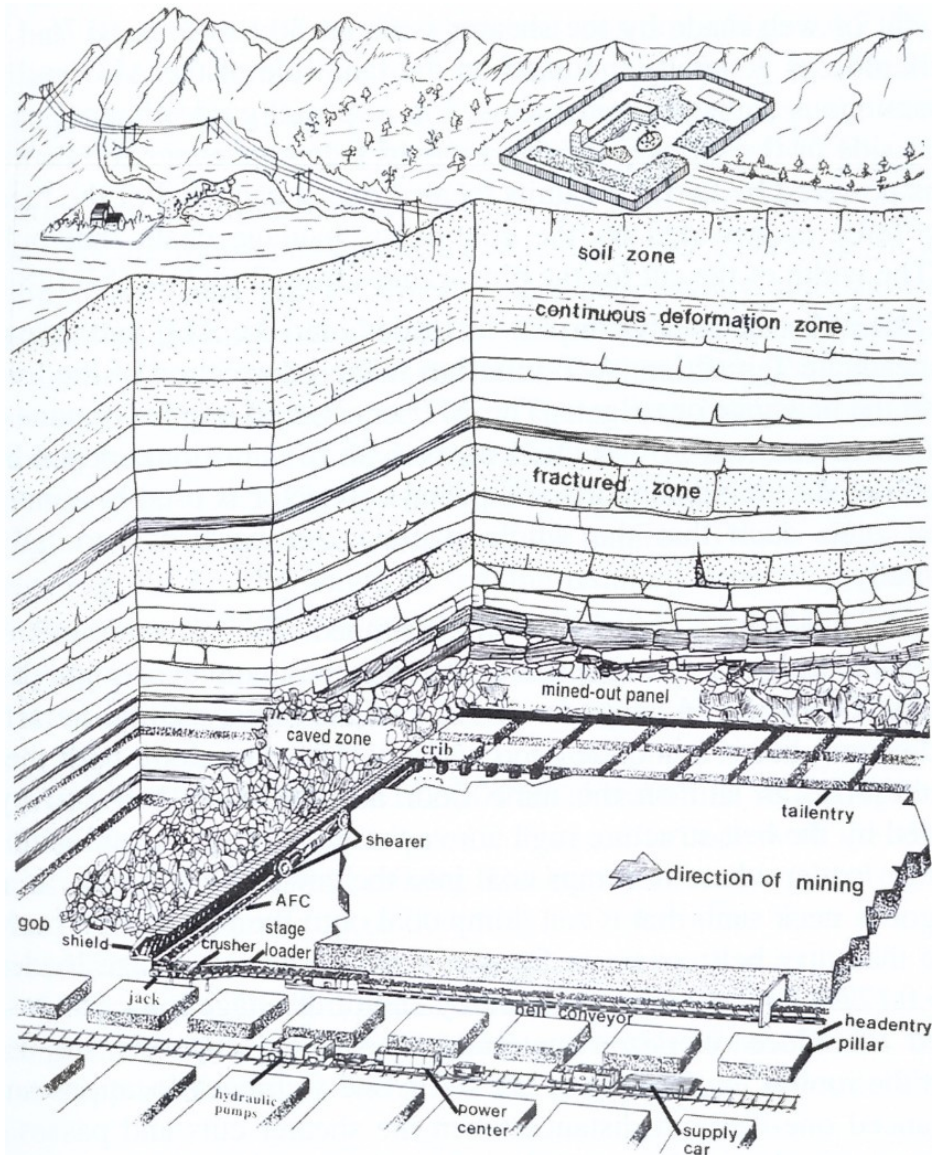 soil zone
continuous deformation zone
fractured zone
mined-out panel
caved zone
crib
tailentry
shearer
direction of mining
AFC
gob
shield
stage
crusher loader
jack
belt conveyor
headentry
pillar
hydraulic
pumps
power
center
supply
car